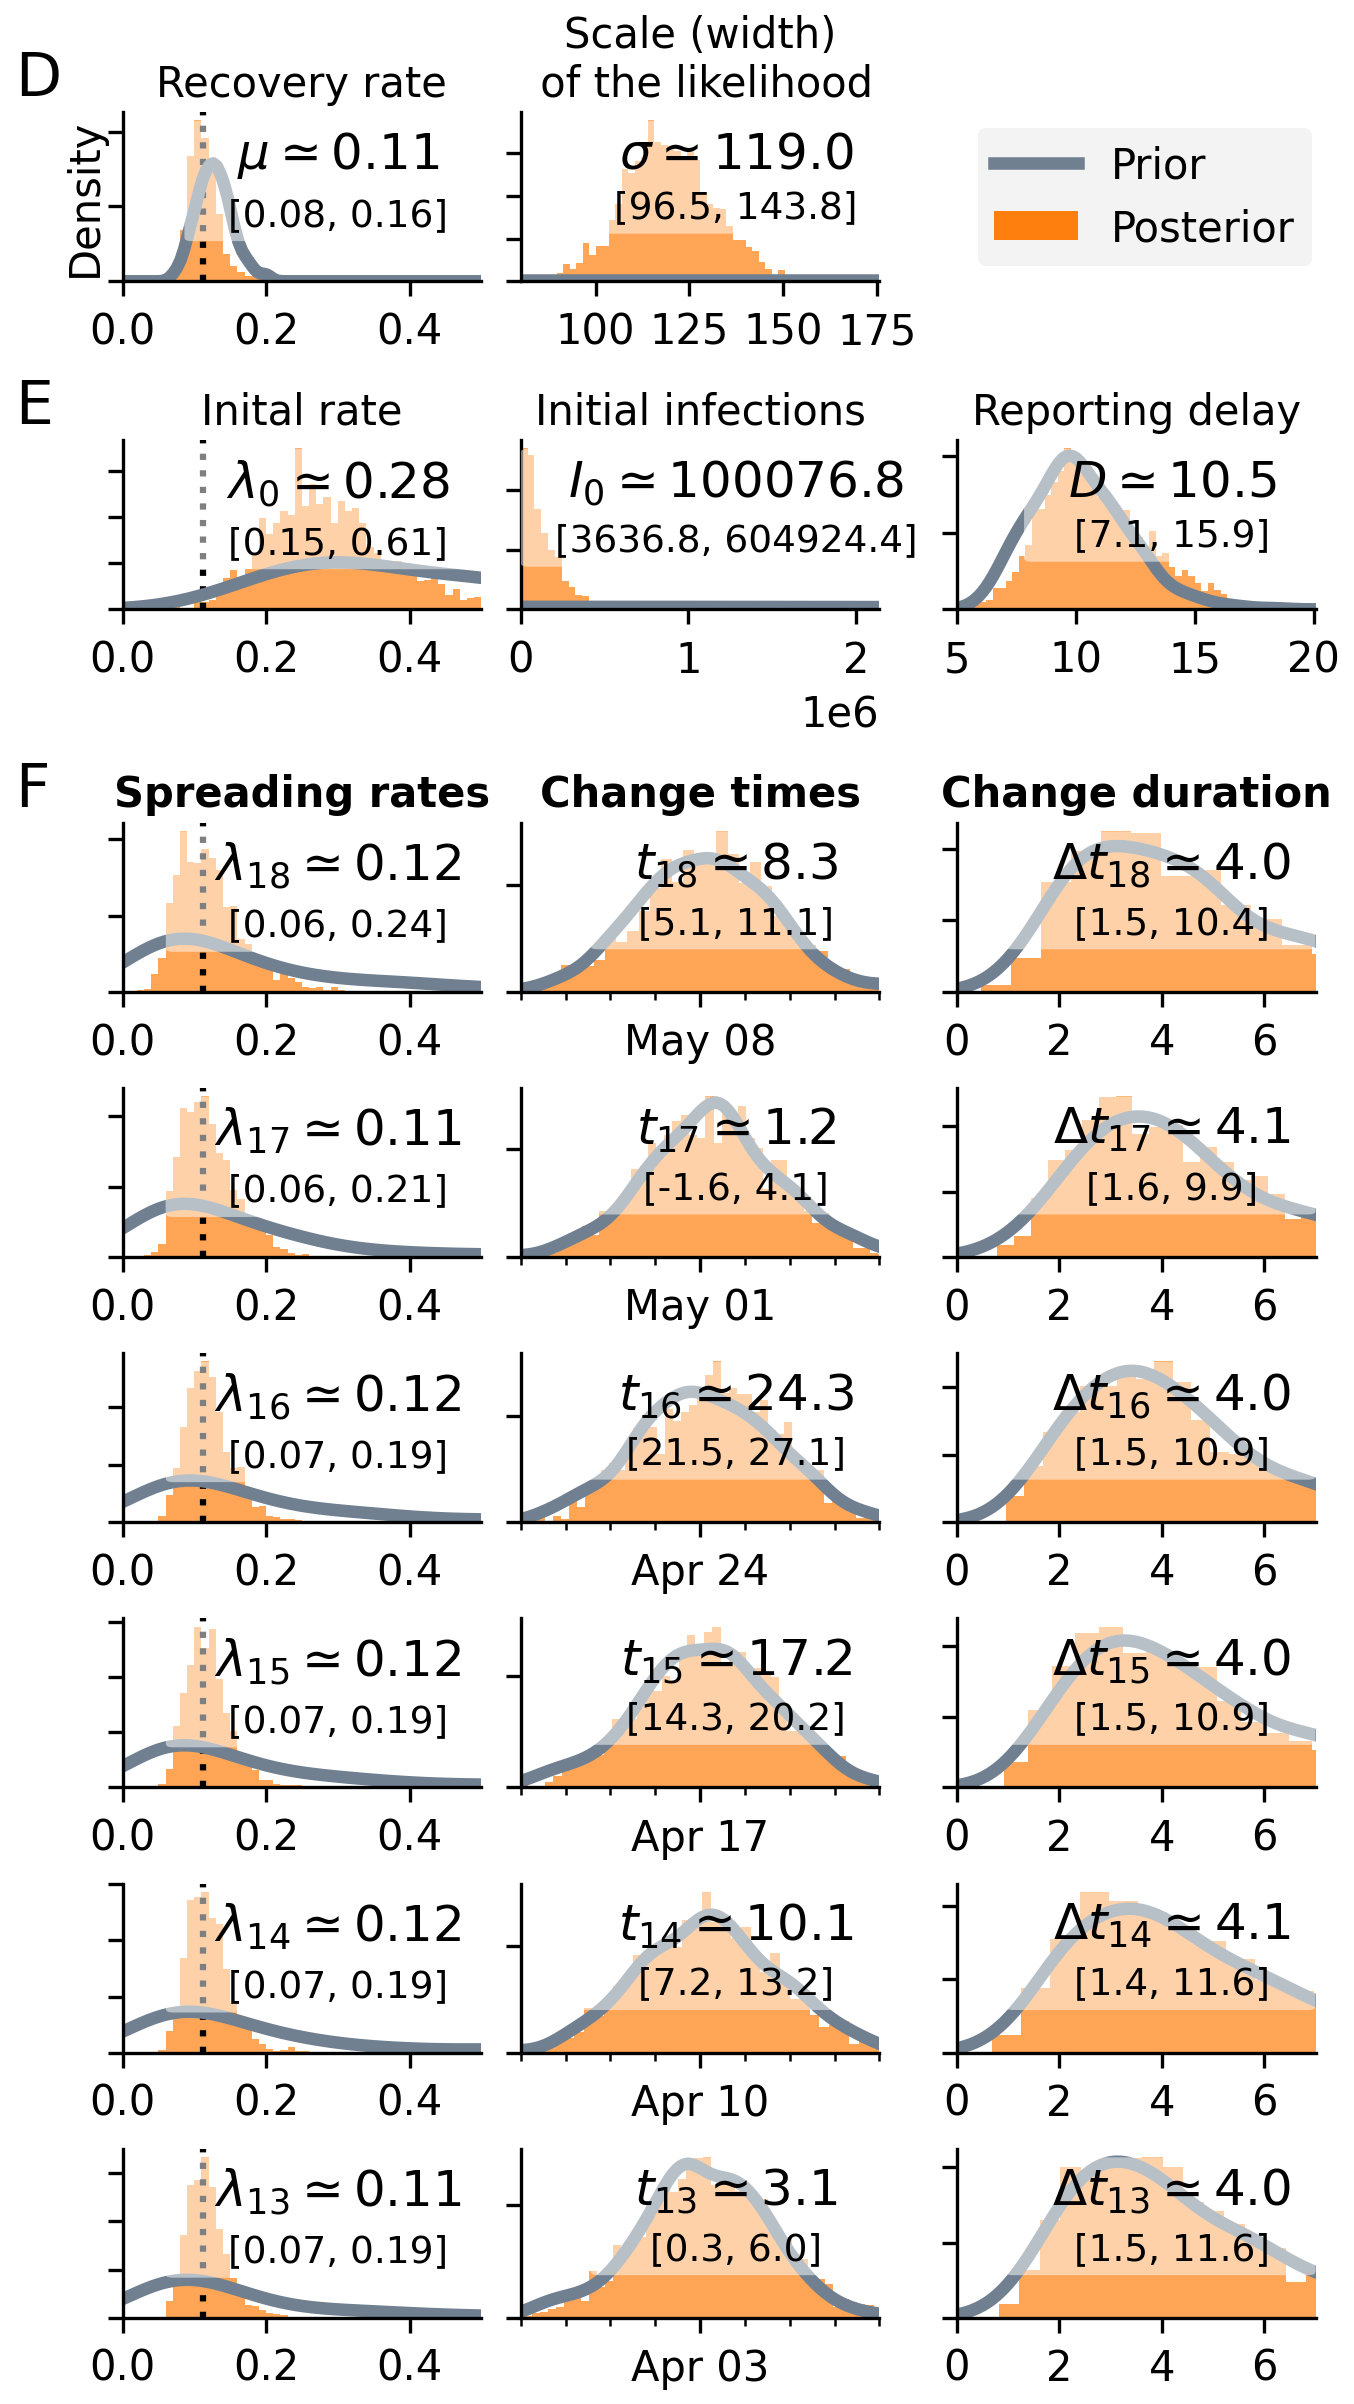 D
Recovery rate
Scale (width)
of the likelihood
Density
μ ≃ 0.11
[0.08, 0.16]
σ ≃ 119.0
[96.5, 143.8]
Prior
Posterior
0.0 0.2 0.4
100 125 150 175
E
Inital rate
Initial infections
Reporting delay
λ0 ≃ 0.28
[0.15, 0.61]
I0 ≃ 100076.8
[3636.8, 604924.4]
D ≃ 10.5
[7.1, 15.9]
0.0 0.2 0.4
0 1 2
1e6
5 10 15 20
F
Spreading rates
Change times
Change duration
λ18 ≃ 0.12
[0.06, 0.24]
t18 ≃ 8.3
[5.1, 11.1]
Δt18 ≃ 4.0
[1.5, 10.4]
0.0 0.2 0.4
May 08
0 2 4 6
λ17 ≃ 0.11
[0.06, 0.21]
t17 ≃ 1.2
[-1.6, 4.1]
Δt17 ≃ 4.1
[1.6, 9.9]
0.0 0.2 0.4
May 01
0 2 4 6
λ16 ≃ 0.12
[0.07, 0.19]
t16 ≃ 24.3
[21.5, 27.1]
Δt16 ≃ 4.0
[1.5, 10.9]
0.0 0.2 0.4
Apr 24
0 2 4 6
λ15 ≃ 0.12
[0.07, 0.19]
t15 ≃ 17.2
[14.3, 20.2]
Δt15 ≃ 4.0
[1.5, 10.9]
0.0 0.2 0.4
Apr 17
0 2 4 6
λ14 ≃ 0.12
[0.07, 0.19]
t14 ≃ 10.1
[7.2, 13.2]
Δt14 ≃ 4.1
[1.4, 11.6]
0.0 0.2 0.4
Apr 10
0 2 4 6
λ13 ≃ 0.11
[0.07, 0.19]
t13 ≃ 3.1
[0.3, 6.0]
Δt13 ≃ 4.0
[1.5, 11.6]
0.0 0.2 0.4
Apr 03
0 2 4 6